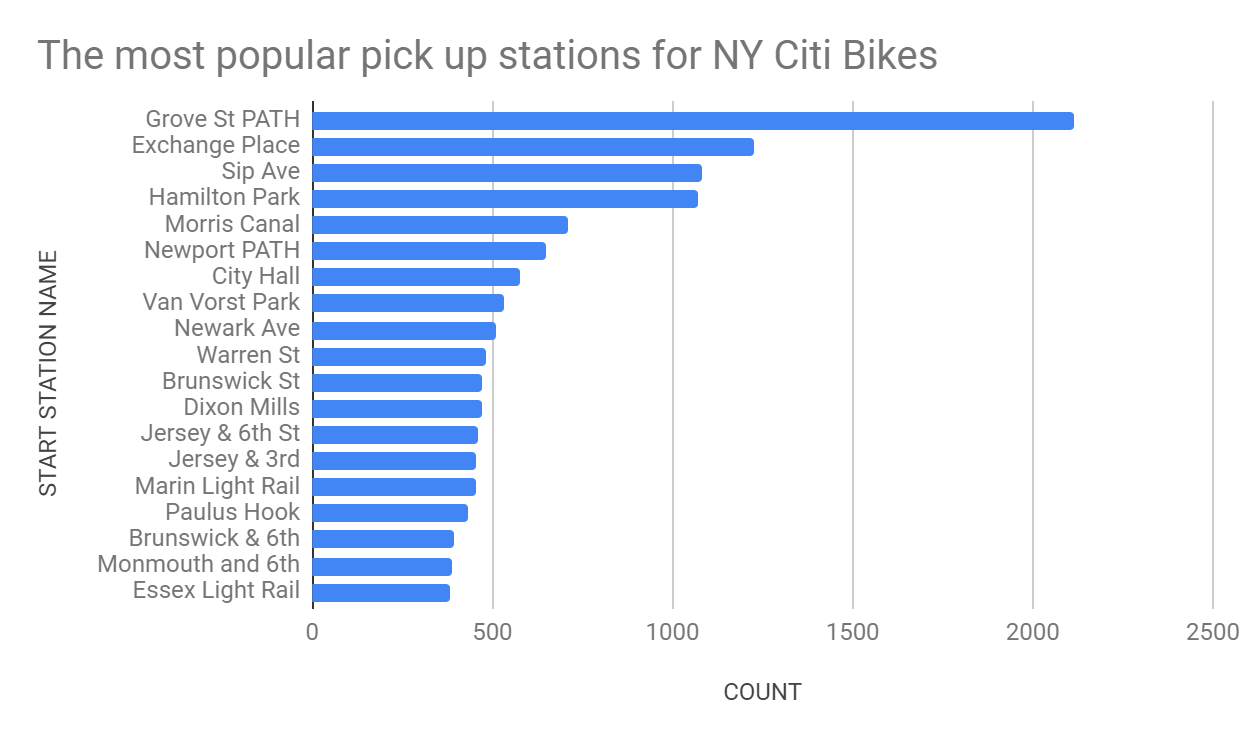 The most popular pick up stations for NY Citi Bikes
START STATION NAME
Grove St PATH
Exchange Place
Sip Ave
Hamilton Park
Morris Canal
Newport PATH
City Hall
Van Vorst Park
Newark Ave
Warren St
Brunswick St
Dixon Mills
Jersey & 6th St
Jersey & 3rd
Marin Light Rail
Paulus Hook
Brunswick & 6th
Monmouth and 6th
Essex Light Rail
0 500 1000 1500 2000 2500
COUNT